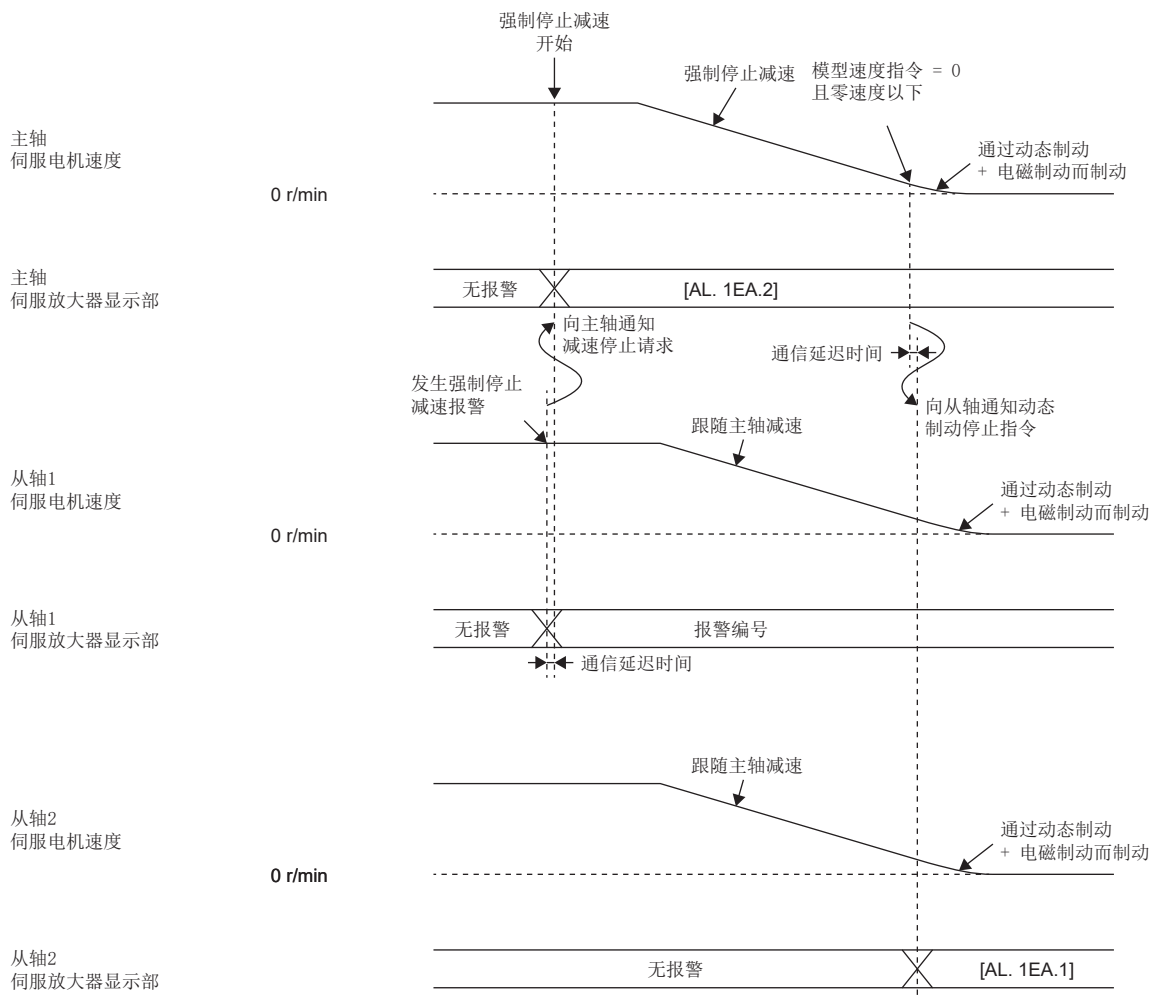 强制停止减速
开始
强制停止减速
模型速度指令 = 0
且零速度以下
主轴
伺服电机速度
通过动态制动
+ 电磁制动而制动
0 r/min
主轴
伺服放大器显示部
无报警
[AL. 1EA.2]
向主轴通知
减速停止请求
通信延迟时间
发生强制停止
减速报警
向从轴通知动态
制动停止指令
跟随主轴减速
从轴1
伺服电机速度
通过动态制动
+ 电磁制动而制动
0 r/min
从轴1
伺服放大器显示部
无报警
报警编号
通信延迟时间
跟随主轴减速
从轴2
伺服电机速度
通过动态制动
+ 电磁制动而制动
0 r/min
从轴2
伺服放大器显示部
无报警
[AL. 1EA.1]